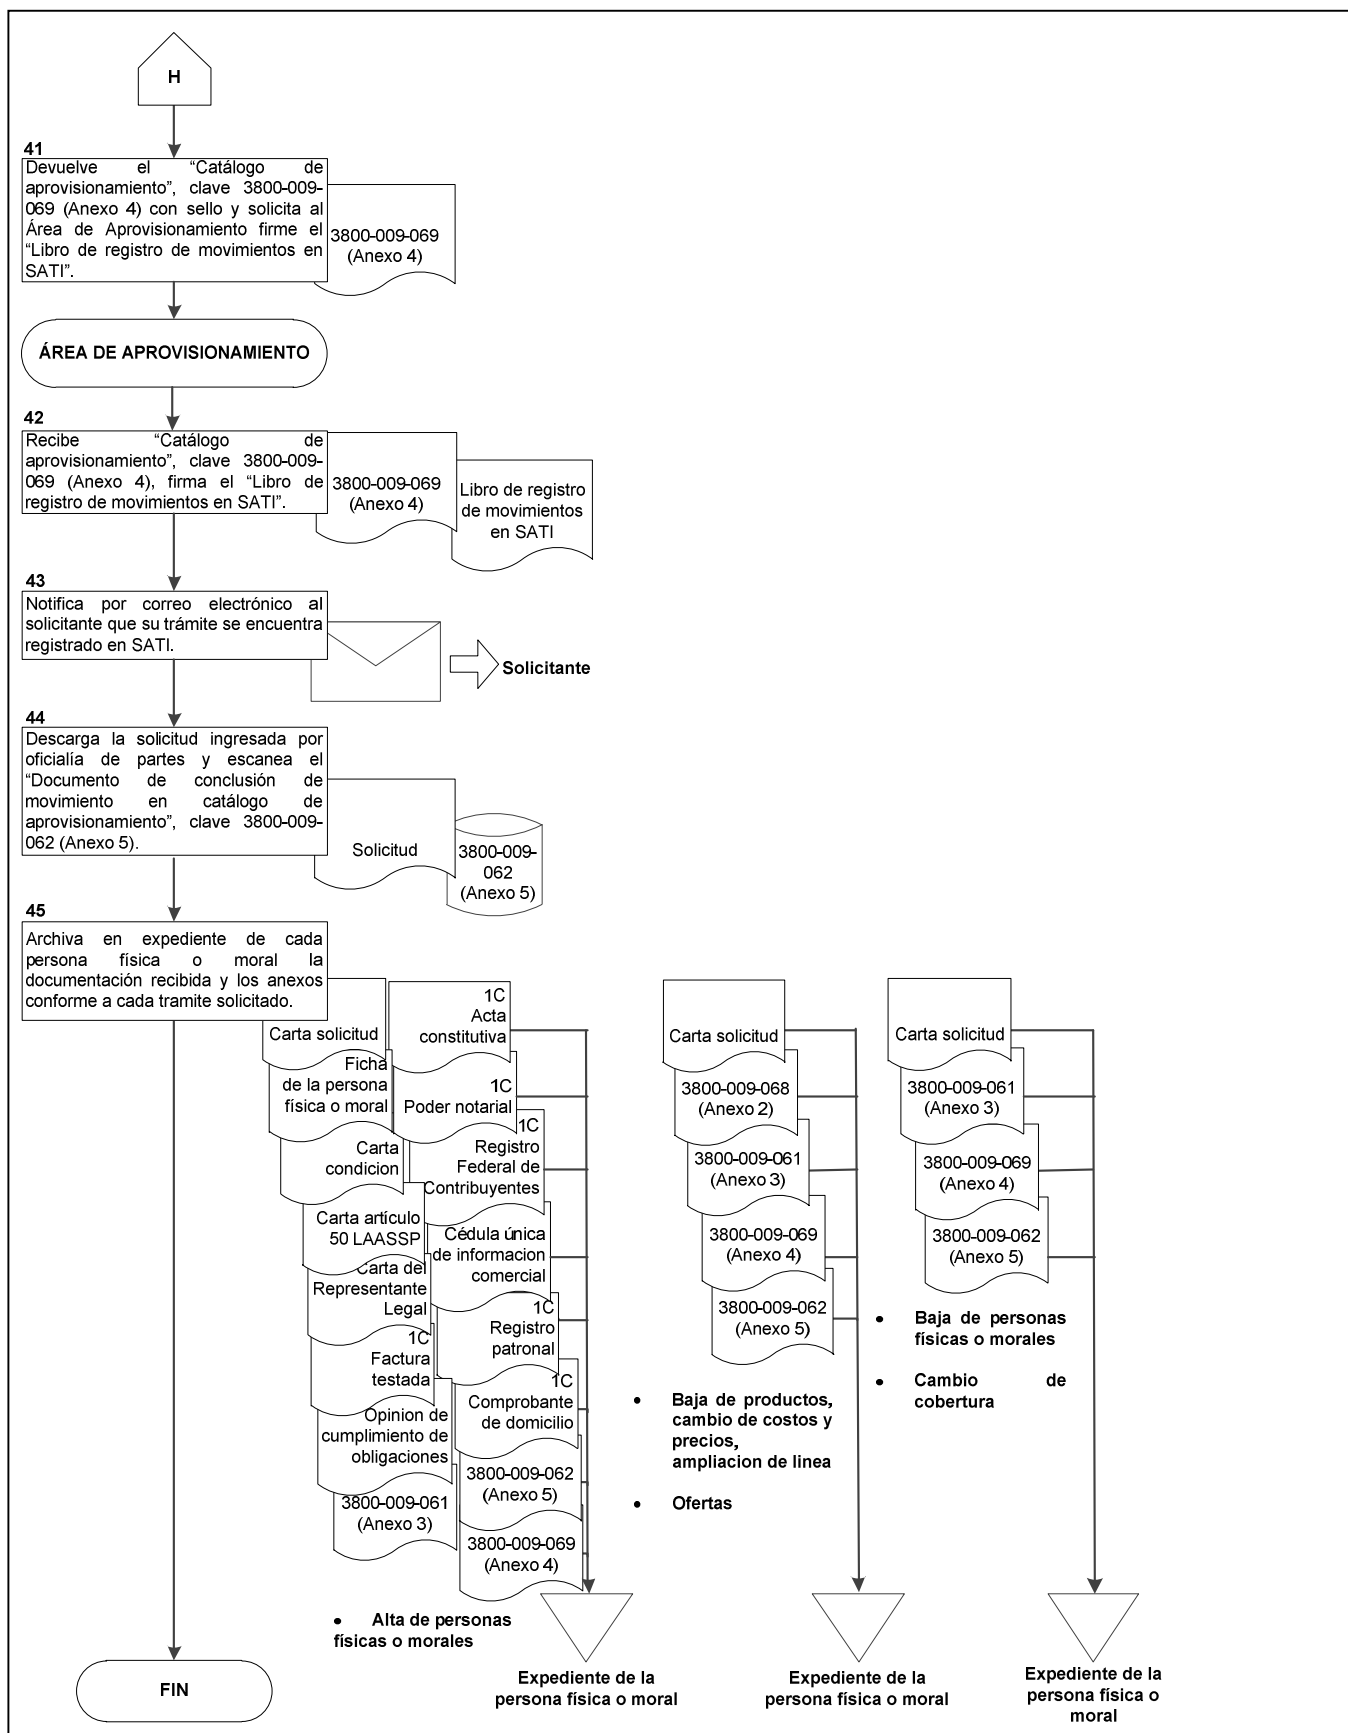 H
41
Devuelve el “Catálogo de
aprovisionamiento”, clave 3800-009-
069 (Anexo 4) con sello y solicita al
Área de Aprovisionamiento firme el
“Libro de registro de movimientos en
SATI”.
3800-009-069
(Anexo 4)
ÁREA DE APROVISIONAMIENTO
42
Recibe “Catálogo de
aprovisionamiento”, clave 3800-009-
069 (Anexo 4), firma el “Libro de
registro de movimientos en SATI”.
3800-009-069
(Anexo 4)
Libro de registro
de movimientos
en SATI
43
Notifica por correo electrónico al
solicitante que su trámite se encuentra
registrado en SATI.
Solicitante
44
Descarga la solicitud ingresada por
oficialía de partes y escanea el
“Documento de conclusión de
movimiento en catálogo de
aprovisionamiento”, clave 3800-009-
062 (Anexo 5).
Solicitud
3800-009-
062
(Anexo 5)
45
Archiva en expediente de cada
persona física o moral la
documentación recibida y los anexos
conforme a cada tramite solicitado.
Carta solicitud
Ficha
de la persona
física o moral
Carta
condicion
Carta artículo
50 LAASSP
Carta del
Representante
Legal
1C
Factura
testada
Opinion de
cumplimiento de
obligaciones
3800-009-061
(Anexo 3)
1C
Acta
constitutiva
1C
Poder notarial
1C
Registro
Federal de
Contribuyentes
Cédula única
de informacion
comercial
1C
Registro
patronal
1C
Comprobante
de domicilio
3800-009-062
(Anexo 5)
3800-009-069
(Anexo 4)
• Alta de personas
físicas o morales
Expediente de la
persona física o moral
Carta solicitud
3800-009-068
(Anexo 2)
3800-009-061
(Anexo 3)
3800-009-069
(Anexo 4)
3800-009-062
(Anexo 5)
• Baja de productos,
cambio de costos y
precios,
ampliacion de linea
• Ofertas
Expediente de la
persona física o moral
Carta solicitud
3800-009-061
(Anexo 3)
3800-009-069
(Anexo 4)
3800-009-062
(Anexo 5)
• Baja de personas
físicas o morales
• Cambio de
cobertura
Expediente de la
persona física o
moral
FIN